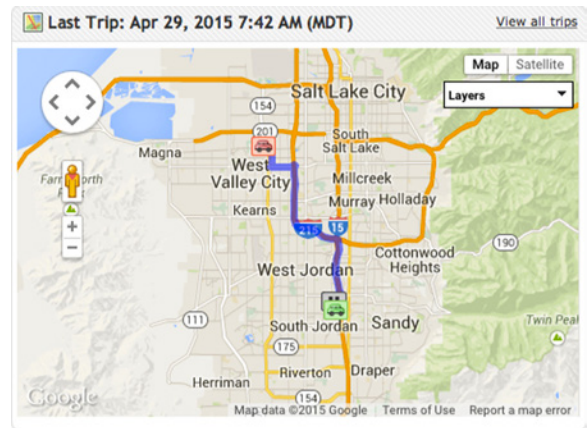 Last Trip: Apr 29, 2015 7:42 AM (MDT)
View all trips
Map
Satellite
Layers
154
Salt Lake City
201
South
Salt Lake
Magna
West
Valley City
Millcreek
Murray
Holladay
Kearns
215
15
190
Cottonwood
Heights
West Jordan
111
South Jordan
Sandy
175
Riverton
Draper
Herriman
154
Google
Map data ©2015 Google
Terms of Use
Report a map error